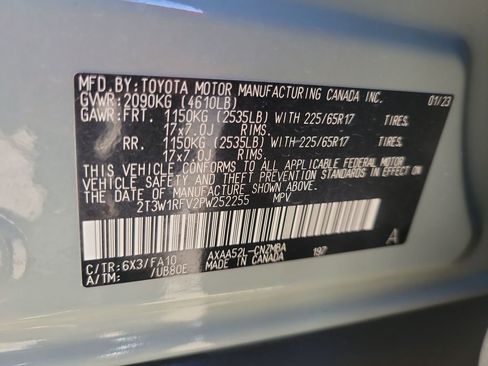 MFD. BY: TOYOTA MOTOR MANUFACTURING CANADA INC. 01/23
GVWR: 2090KG (4610LB)
GAWR: FRT. 1150KG (2535LB) WITH 225/65R17 TIRES,
17x7.0J RIMS.
RR. 1150KG (2535LB) WITH 225/65R17 TIRES,
17x7.0J RIMS.
THIS VEHICLE CONFORMS TO ALL APPLICABLE FEDERAL MOTOR
VEHICLE SAFETY AND THEFT PREVENTION STANDARDS IN EFFECT ON
THE DATE OF MANUFACTURE SHOWN ABOVE.
2T3W1RFV2PW252255 MPV
A
C/TR: 6X3/FA10 AXAA52L-CNZMBA 197
A/TM: /UB80E MADE IN CANADA